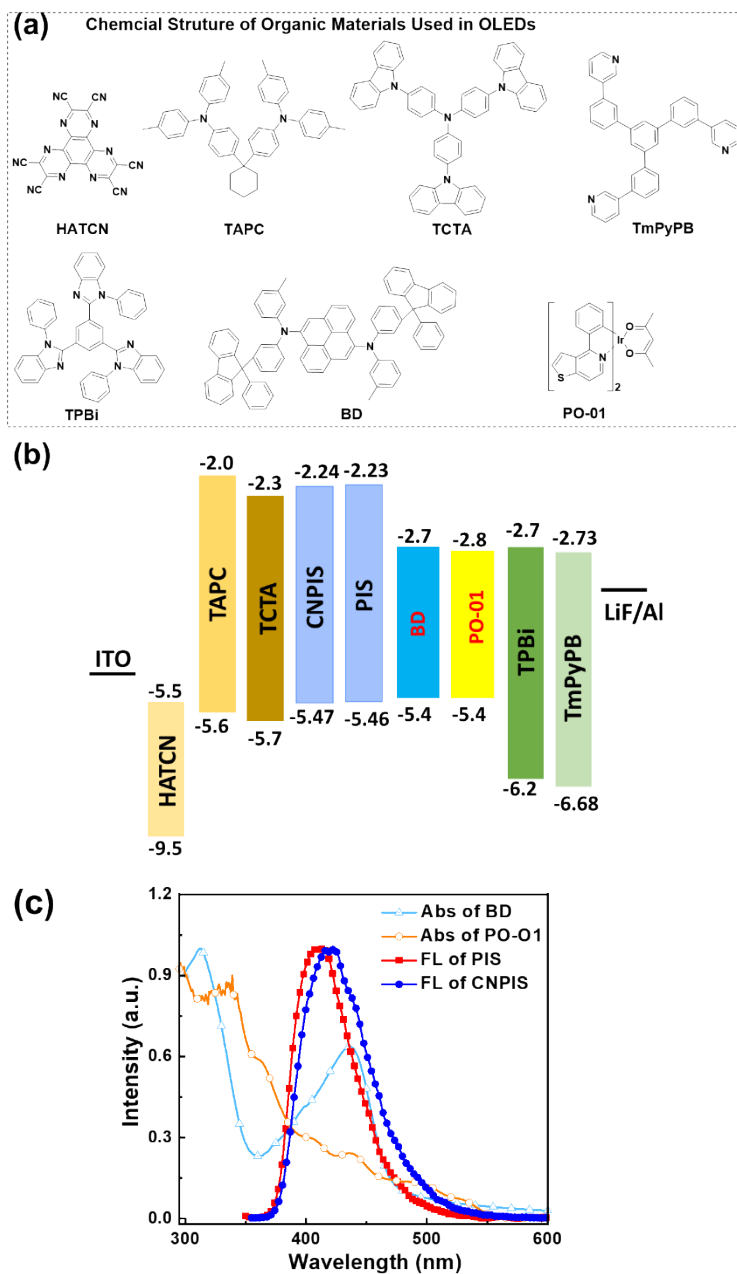 (a) Chemcial Struture of Organic Materials Used in OLEDs
CN CN
N N
NC N N CN
NC N N CN
HATCN
N N
TAPC
N N
N
N
TCTA
N
N
N
TmPyPB
N N
N N
N N
TPBi
N
N
BD
N
S
Ir
O
O
2
PO-01
(b)
-2.0
-2.3
-2.24
-2.23
-2.7
-2.8
-2.7
-2.73
TAPC
TCTA
CNPIS
PIS
BD
PO-01
TPBi
TmPyPB
LiF/Al
ITO
-5.5
-5.6
-5.7
-5.47
-5.46
-5.4
-5.4
-6.2
-6.68
HATCN
-9.5
(c)
1.2
0.9
0.6
0.3
0.0
Intensity (a.u.)
Abs of BD
Abs of PO-O1
FL of PIS
FL of CNPIS
300 400 500 600
Wavelength (nm)